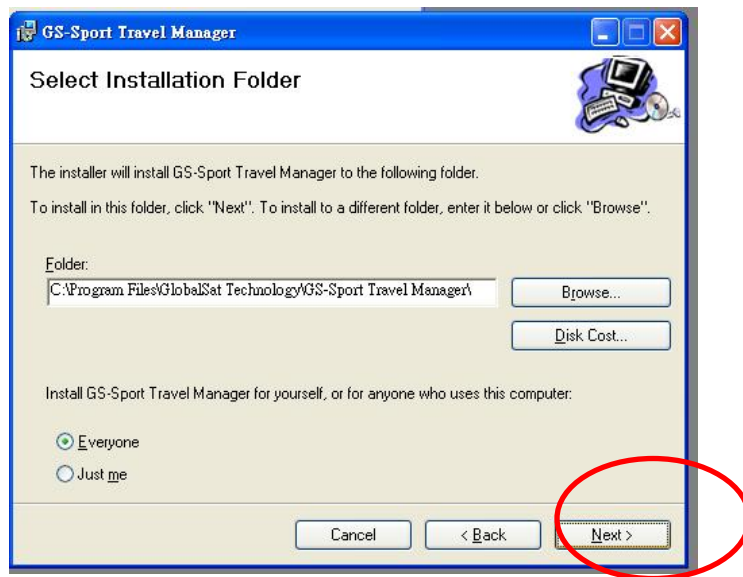 GS-Sport Travel Manager
Select Installation Folder
The installer will install GS-Sport Travel Manager to the following folder.
To install in this folder, click "Next". To install to a different folder, enter it below or click "Browse".
Folder:
C:\Program Files\GlobalSat Technology\GS-Sport Travel Manager\
Browse...
Disk Cost...
Install GS-Sport Travel Manager for yourself, or for anyone who uses this computer:
Everyone
Just me
Cancel < Back Next >